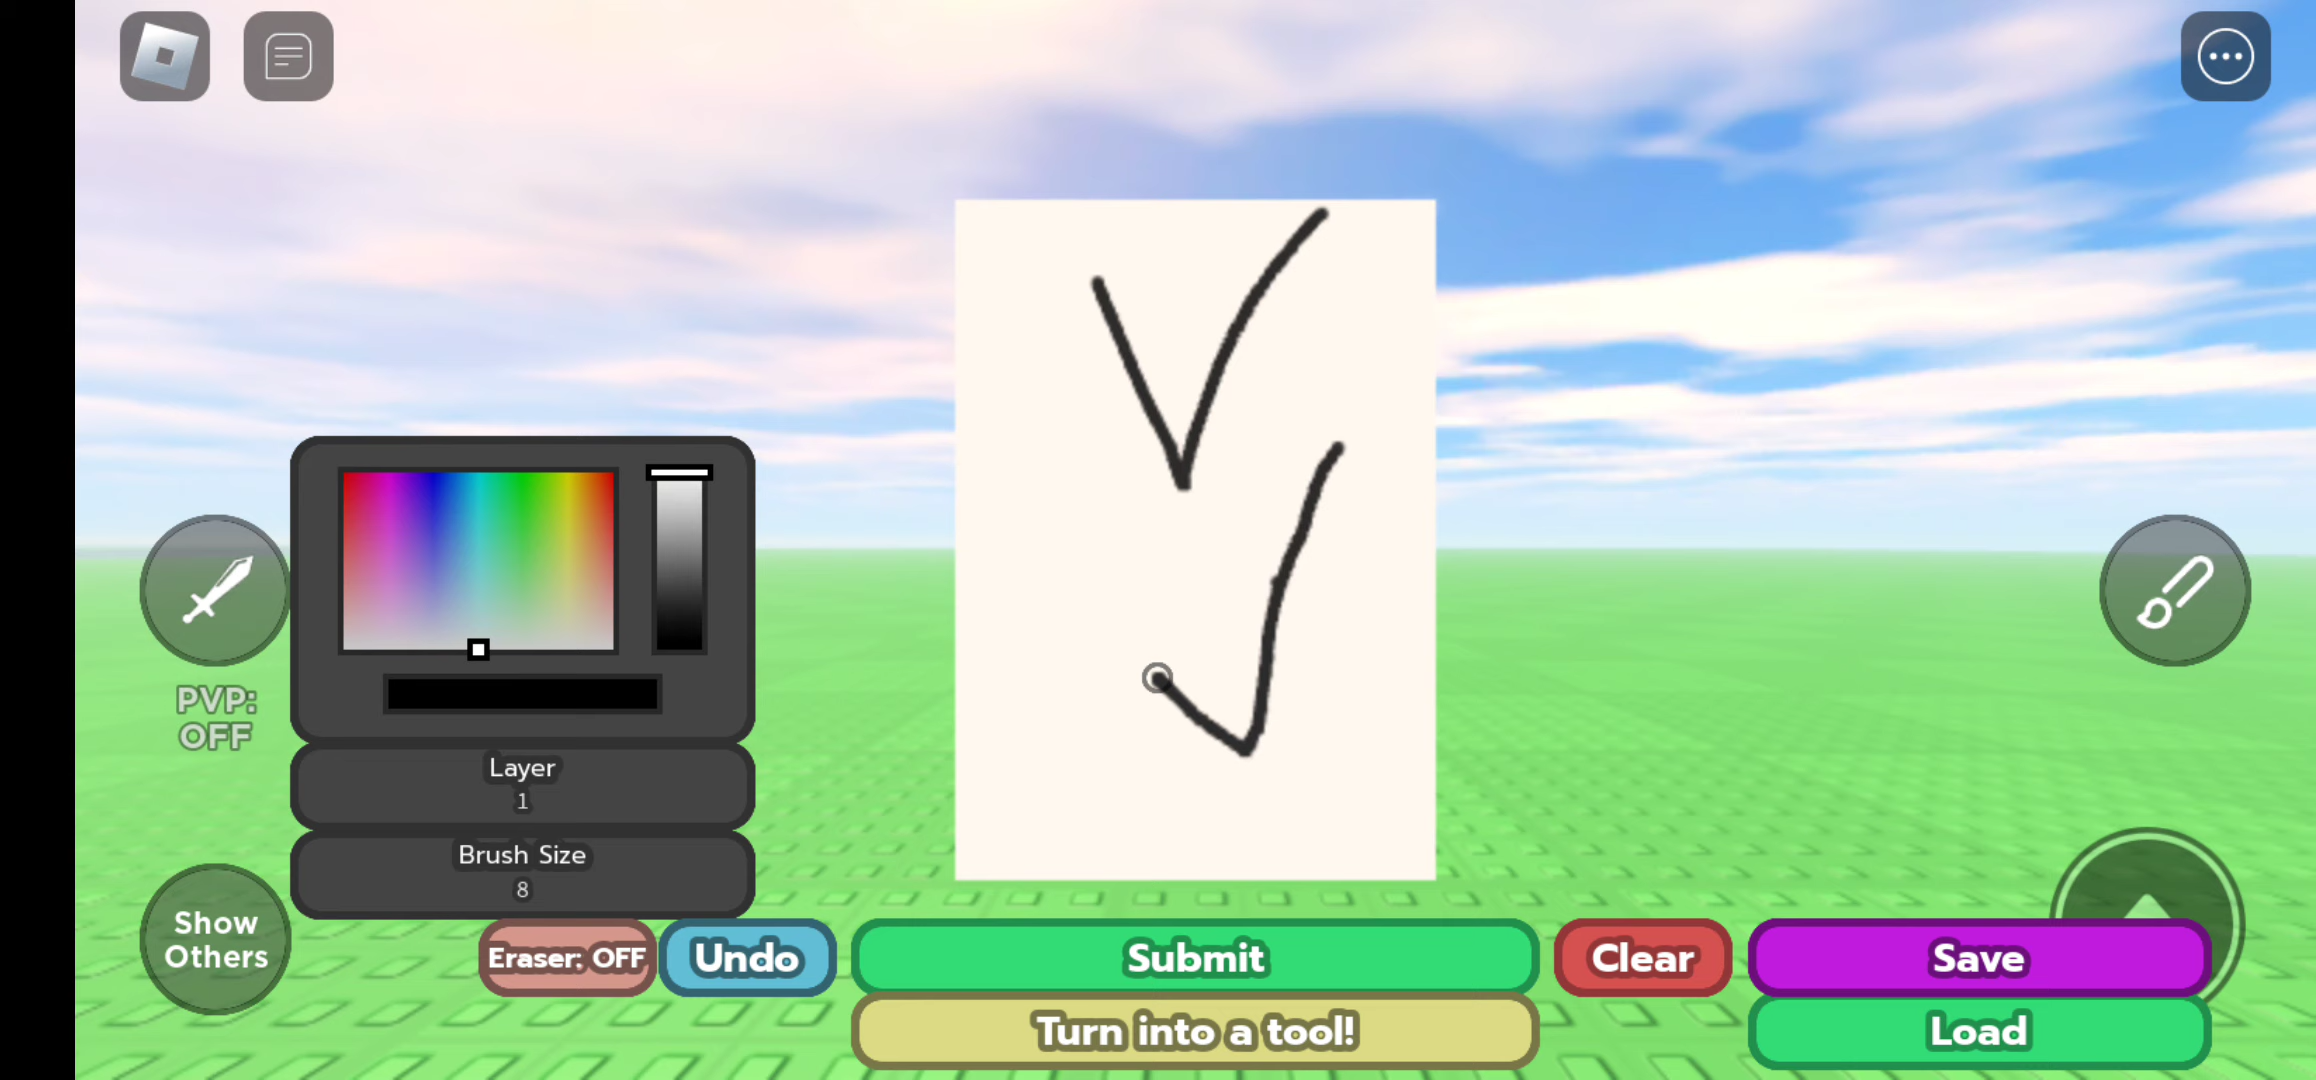 PVP:
OFF
Layer
1
Brush Size
8
Show
Others
Eraser: OFF
Undo
Submit
Clear
Save
Turn into a tool!
Load